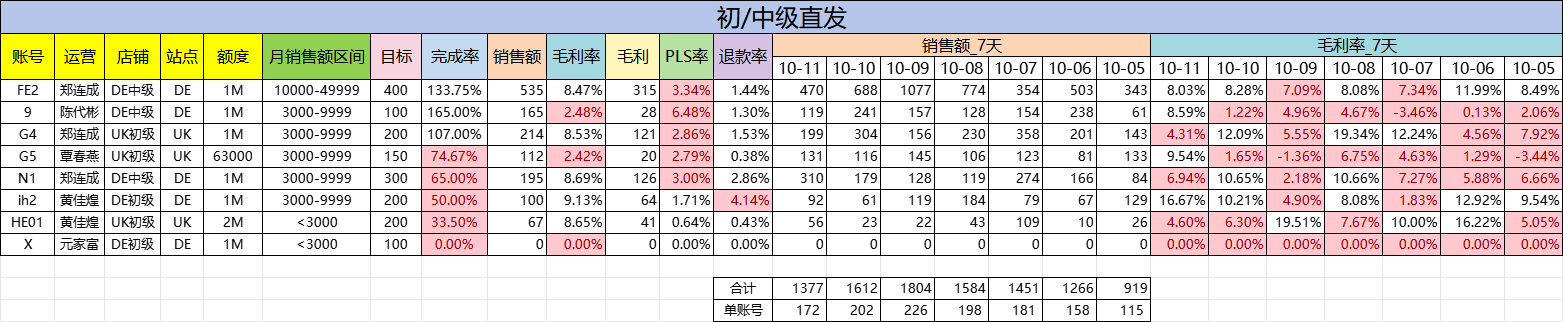 初/中级直发
账号 运营 店铺 站点 额度 月销售额区间 目标 完成率 销售额 毛利率 毛利 PLS率 退款率 销售额_7天 毛利率_7天
10-11 10-10 10-09 10-08 10-07 10-06 10-05 10-11 10-10 10-09 10-08 10-07 10-06 10-05
FE2 郑连成 DE中级 DE 1M 10000-49999 400 133.75% 535 8.47% 315 3.34% 1.44% 470 688 1077 774 354 503 343 8.03% 8.28% 7.09% 8.08% 7.34% 11.99% 8.49%
9 陈代彬 DE中级 DE 1M 3000-9999 100 165.00% 165 2.48% 28 6.48% 1.30% 119 241 157 128 154 230 61 8.59% 1.22% 4.96% 4.67% -3.46% 0.13% 2.06%
G4 郑连成 UK初级 UK 1M 3000-9999 200 107.00% 214 8.53% 121 2.86% 1.53% 199 304 156 230 358 201 143 4.31% 12.09% 5.55% 19.34% 12.24% 4.56% 7.92%
G5 覃春燕 UK初级 UK 63000 3000-9999 150 74.67% 112 2.42% 20 2.79% 0.38% 131 116 145 106 123 81 133 9.54% 1.65% -1.36% 6.75% 4.63% 1.29% -3.44%
N1 郑连成 DE中级 DE 1M 3000-9999 300 65.00% 195 8.69% 126 3.00% 2.86% 310 179 128 119 274 166 84 6.94% 10.65% 2.18% 10.66% 7.27% 5.88% 6.66%
ih2 黄佳煌 DE初级 DE 1M 3000-9999 200 50.00% 100 9.13% 64 1.71% 4.14% 92 61 119 184 79 67 129 16.67% 10.21% 4.90% 8.08% 1.83% 12.92% 9.54%
HE01 黄佳煌 UK初级 UK 2M <3000 200 33.50% 67 8.65% 41 0.64% 0.43% 56 23 22 43 109 10 26 4.60% 6.30% 19.51% 7.67% 10.00% 16.22% 5.05%
X 元家富 DE初级 DE 1M <3000 100 0.00% 0 0.00% 0 0.00% 0.00% 0 0 0 0 0 0 0 0.00% 0.00% 0.00% 0.00% 0.00% 0.00% 0.00%
合计 1377 1612 1804 1584 1451 1266 919
单账号 172 202 226 198 181 158 115